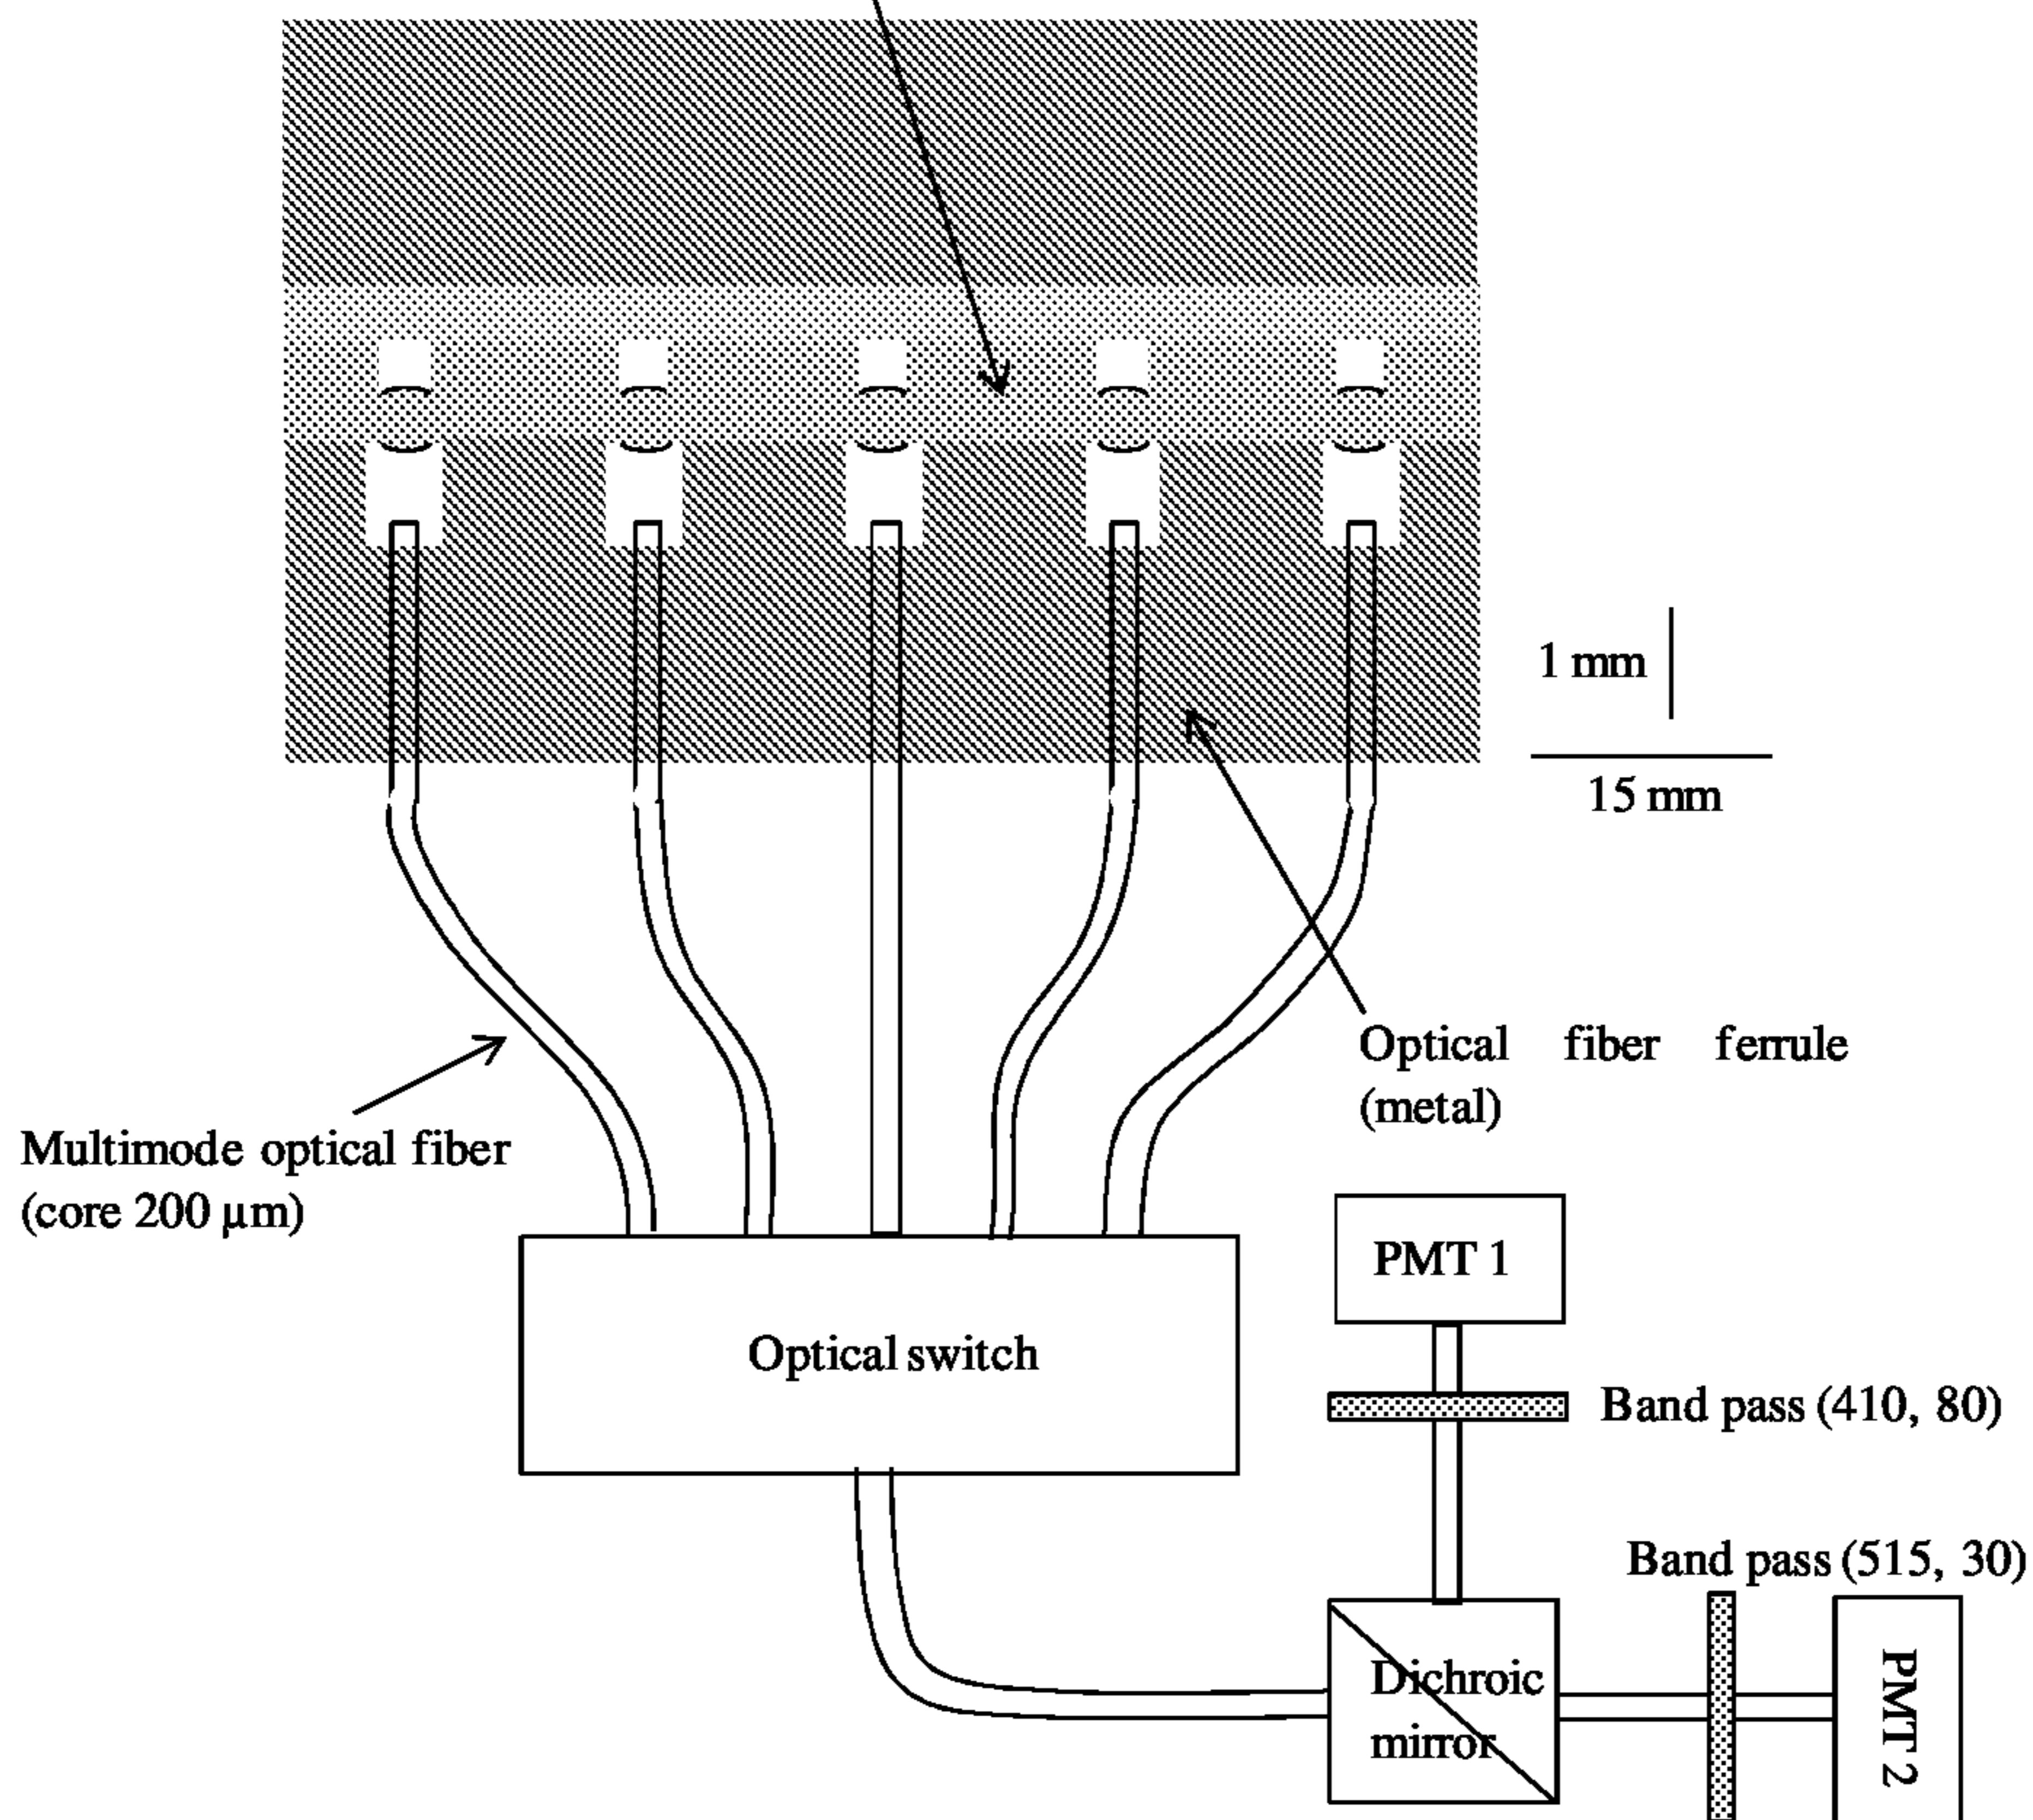 1 mm
15 mm
Optical fiber ferrule
(metal)
Multimode optical fiber
(core 200 µm)
PMT 1
Optical switch
Band pass (410, 80)
Band pass (515, 30)
Dichroic
mirror
PMT 2